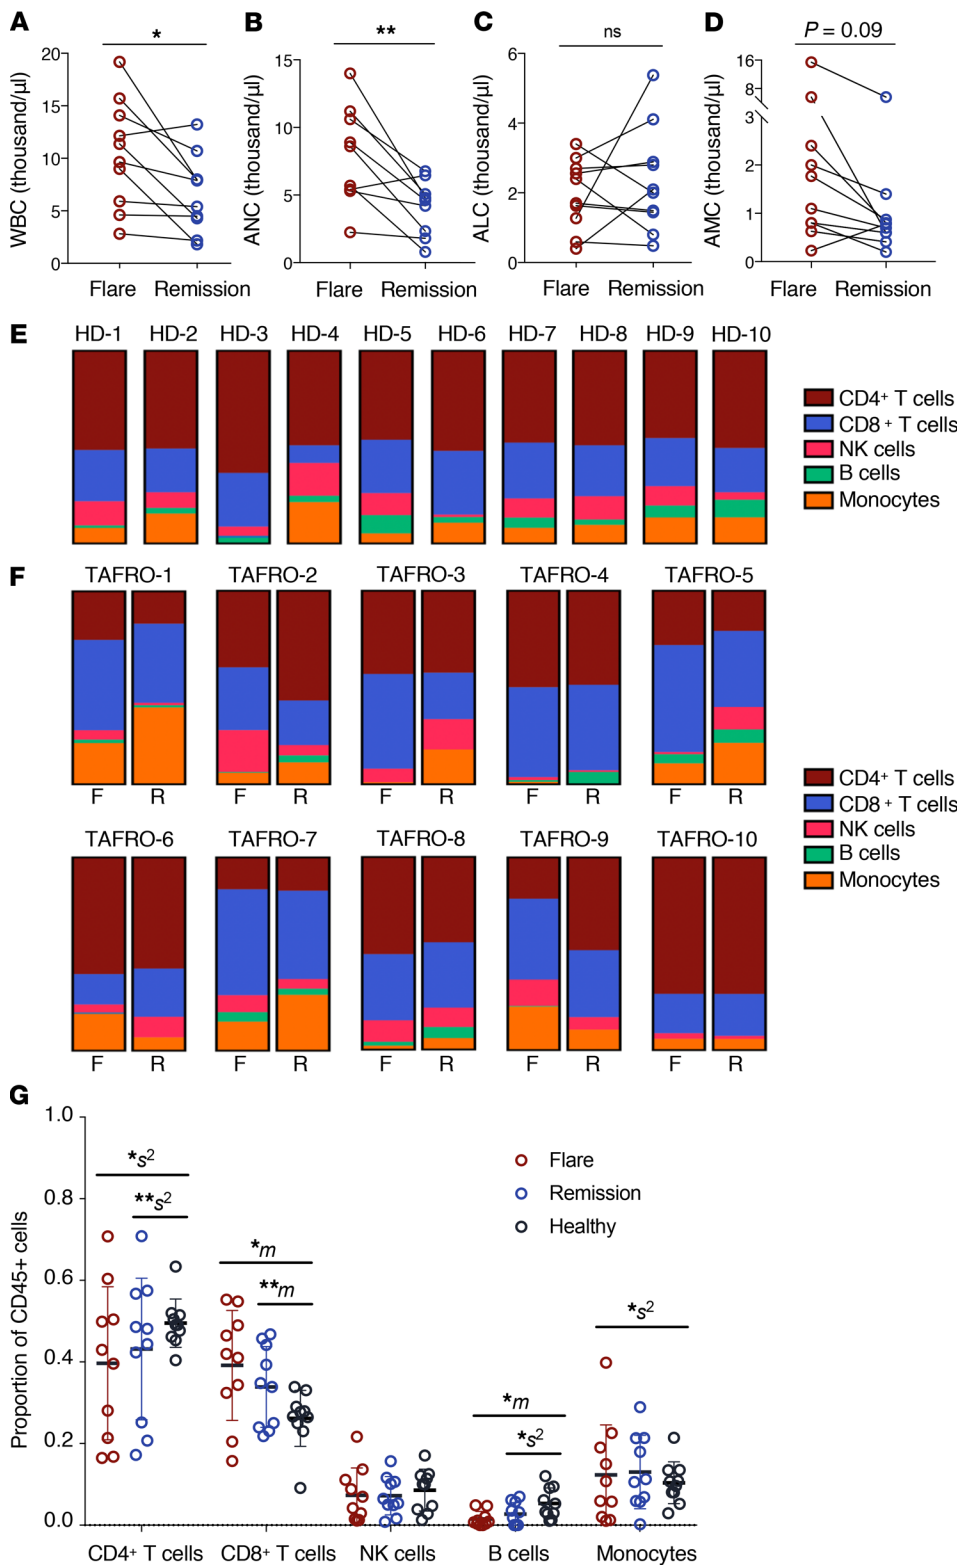 A
B
C
D
*
**
ns
P = 0.09
WBC (thousand/µl)
20
15
10
5
0
Flare Remission
ANC (thousand/µl)
15
10
5
0
Flare Remission
ALC (thousand/µl)
6
4
2
0
Flare Remission
AMC (thousand/µl)
16
8
3
2
1
0
Flare Remission
E
HD-1 HD-2 HD-3 HD-4 HD-5 HD-6 HD-7 HD-8 HD-9 HD-10
CD4+ T cells
CD8+ T cells
NK cells
B cells
Monocytes
F
TAFRO-1 TAFRO-2 TAFRO-3 TAFRO-4 TAFRO-5
F R F R F R F R F R
TAFRO-6 TAFRO-7 TAFRO-8 TAFRO-9 TAFRO-10
F R F R F R F R F R
CD4+ T cells
CD8+ T cells
NK cells
B cells
Monocytes
G
Proportion of CD45+ cells
1.0
0.8
0.6
0.4
0.2
0.0
*s²
**s²
*m
**m
*m
*s²
*s²
Flare
Remission
Healthy
CD4+ T cells CD8+ T cells NK cells B cells Monocytes